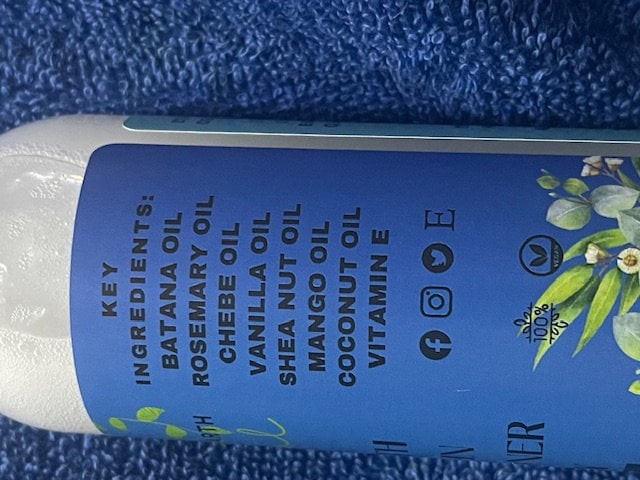 KEY
INGREDIENTS:
BATANA OIL
ROSEMARY OIL
CHEBE OIL
VANILLA OIL
SHEA NUT OIL
MANGO OIL
COCONUT OIL
VITAMIN E
E
VEGAN
100%